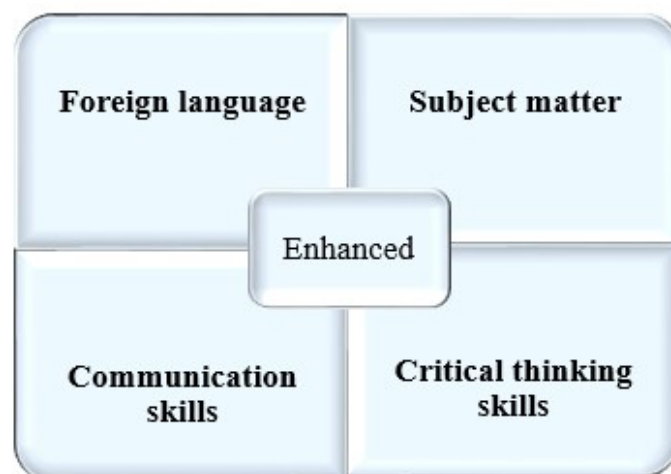 Foreign language
Subject matter
Enhanced
Communication
skills
Critical thinking
skills